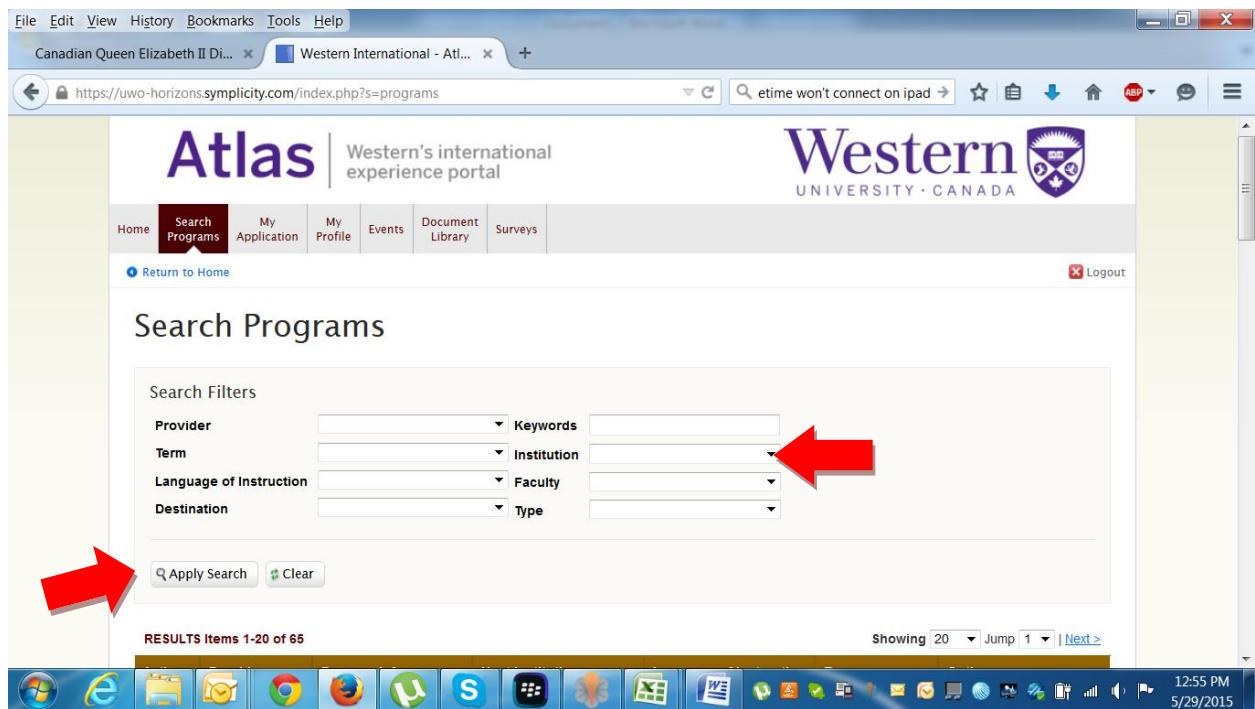 File Edit View History Bookmarks Tools Help
Canadian Queen Elizabeth II Di... × Western International - Atl... × +
https://uwo-horizons.symplicity.com/index.php?s=programs etime won't connect on ipad ABP
Atlas Western's international
experience portal
Western
UNIVERSITY · CANADA
Home Search Programs My Application My Profile Events Document Library Surveys
Return to Home Logout
Search Programs
Search Filters
Provider Keywords
Term Institution
Language of Instruction Faculty
Destination Type
Apply Search Clear
RESULTS Items 1-20 of 65 Showing 20 Jump 1 | Next >
12:55 PM
5/29/2015